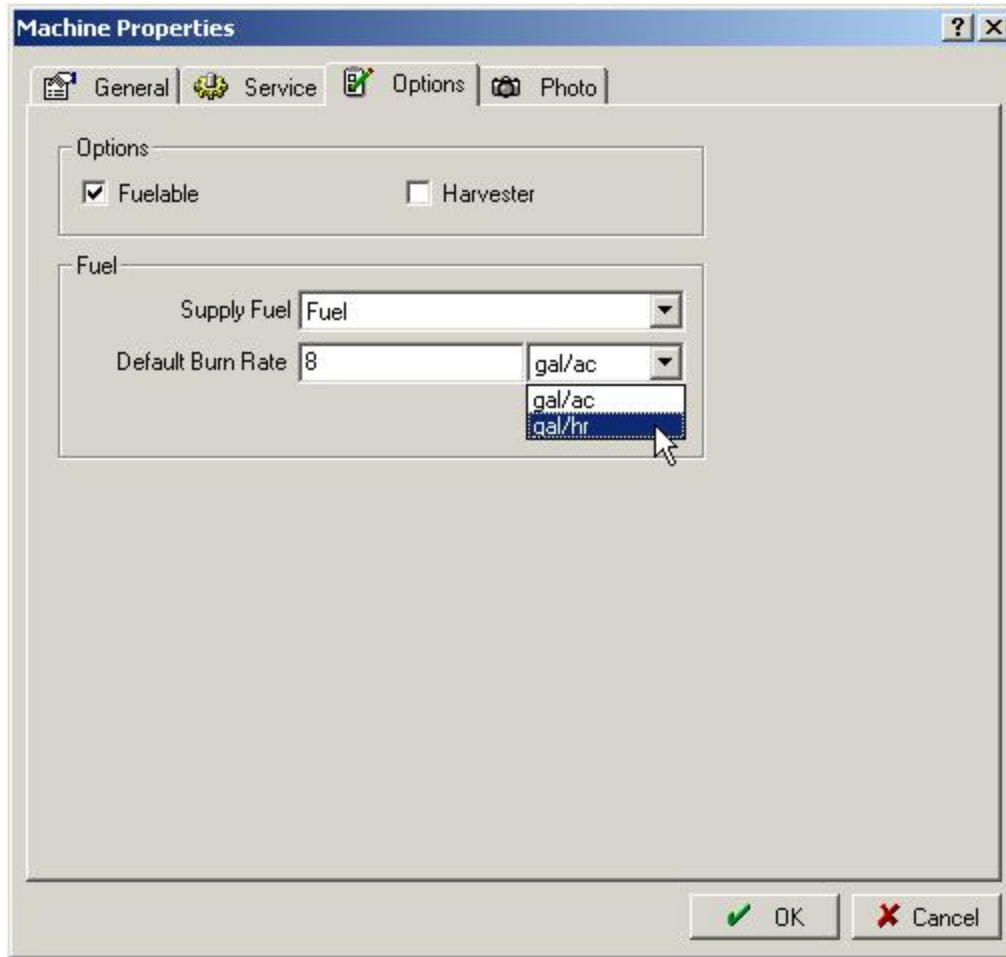 Machine Properties
General Service Options Photo
Options
Fuelable Harvester
Fuel
Supply Fuel Fuel
Default Burn Rate 8 gal/ac
gal/ac
gal/hr
OK Cancel